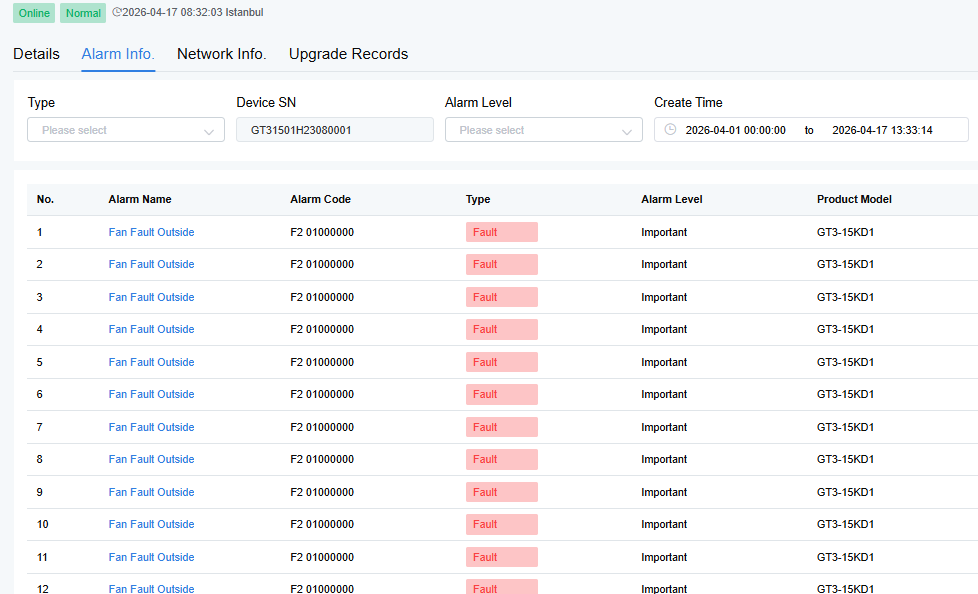 Online Normal 2026-04-17 08:32:03 Istanbul
Details Alarm Info. Network Info. Upgrade Records
Type Device SN Alarm Level Create Time
Please select GT31501H23080001 Please select 2026-04-01 00:00:00 to 2026-04-17 13:33:14
No. Alarm Name Alarm Code Type Alarm Level Product Model
1 Fan Fault Outside F2 01000000 Fault Important GT3-15KD1
2 Fan Fault Outside F2 01000000 Fault Important GT3-15KD1
3 Fan Fault Outside F2 01000000 Fault Important GT3-15KD1
4 Fan Fault Outside F2 01000000 Fault Important GT3-15KD1
5 Fan Fault Outside F2 01000000 Fault Important GT3-15KD1
6 Fan Fault Outside F2 01000000 Fault Important GT3-15KD1
7 Fan Fault Outside F2 01000000 Fault Important GT3-15KD1
8 Fan Fault Outside F2 01000000 Fault Important GT3-15KD1
9 Fan Fault Outside F2 01000000 Fault Important GT3-15KD1
10 Fan Fault Outside F2 01000000 Fault Important GT3-15KD1
11 Fan Fault Outside F2 01000000 Fault Important GT3-15KD1
12 Fan Fault Outside F2 01000000 Fault Important GT3-15KD1